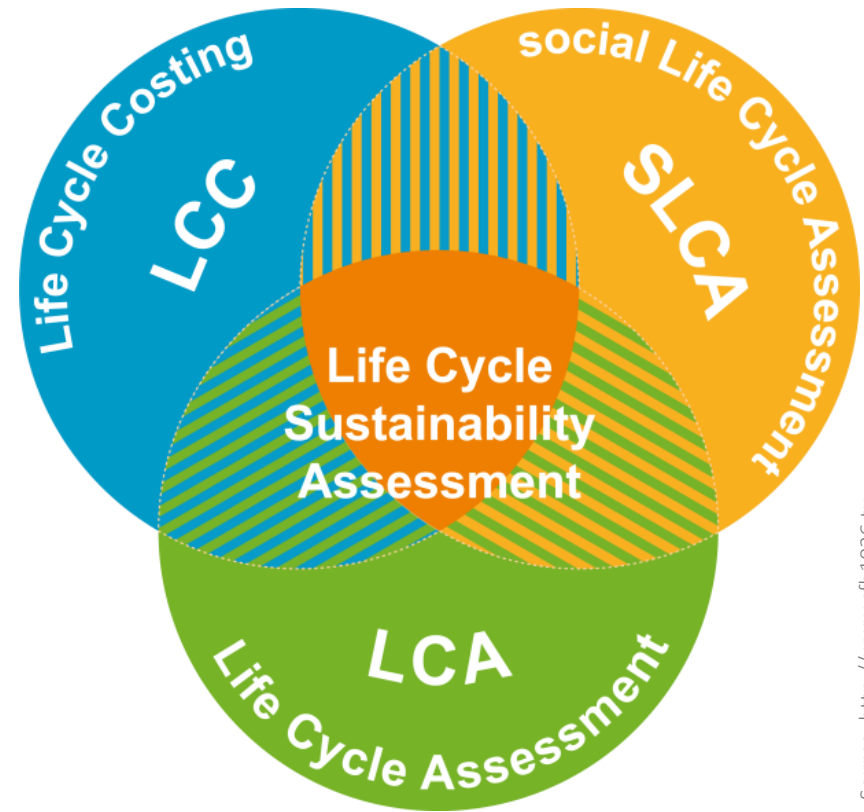 Life Cycle Costing
LCC
social Life Cycle Assessment
SLCA
Life Cycle
Sustainability
Assessment
LCA
Life Cycle Assessment